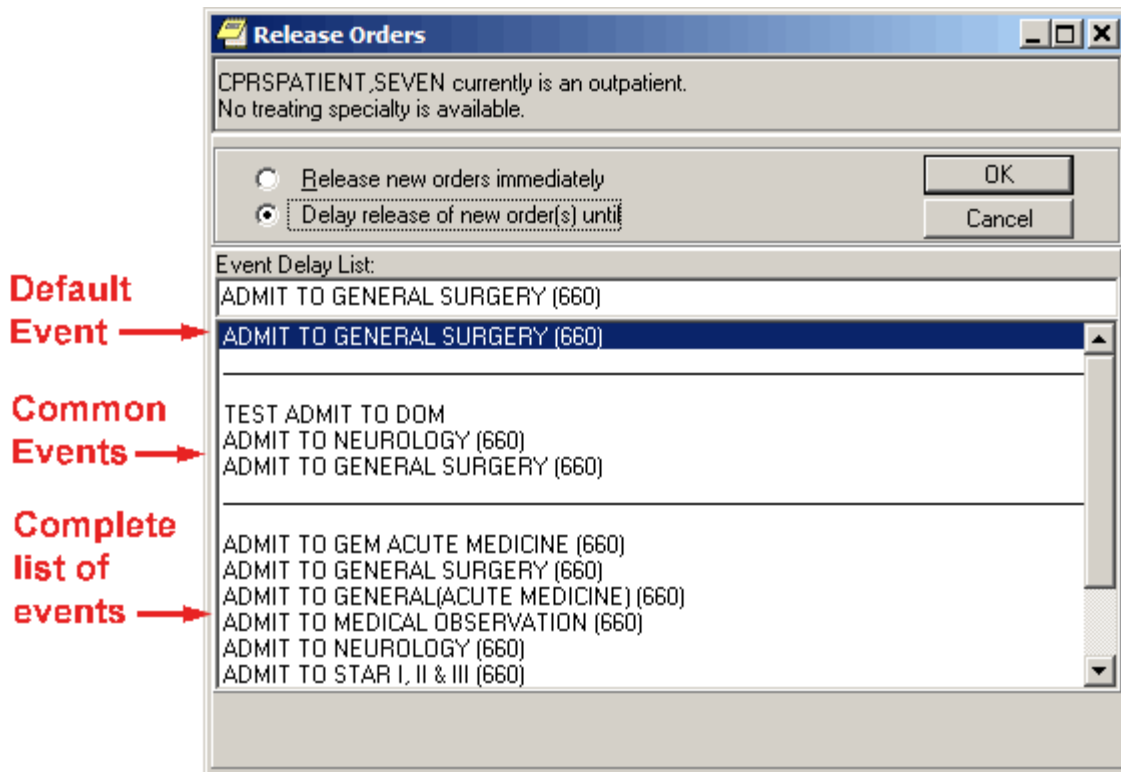 Release Orders
CPRSPATIENT,SEVEN currently is an outpatient.
No treating specialty is available.
Release new orders immediately
OK
Delay release of new order(s) until
Cancel
Event Delay List:
ADMIT TO GENERAL SURGERY (660)
Default
Event
ADMIT TO GENERAL SURGERY (660)
Common
Events
TEST ADMIT TO DOM
ADMIT TO NEUROLOGY (660)
ADMIT TO GENERAL SURGERY (660)
Complete
list of
events
ADMIT TO GEM ACUTE MEDICINE (660)
ADMIT TO GENERAL SURGERY (660)
ADMIT TO GENERAL(ACUTE MEDICINE) (660)
ADMIT TO MEDICAL OBSERVATION (660)
ADMIT TO NEUROLOGY (660)
ADMIT TO STAR I, II & III (660)